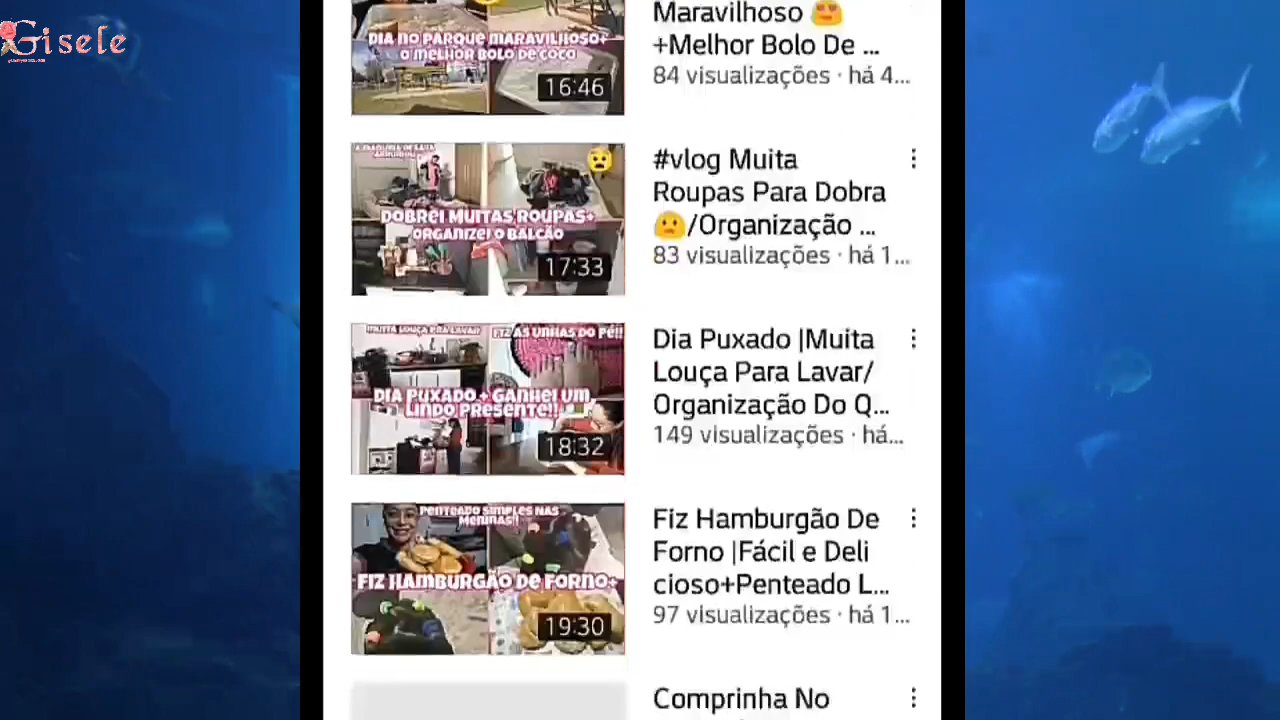 Gisele
Maravilhoso 😍
+Melhor Bolo De ...
84 visualizações · há 4...
DIA NO PARQUE MARAVILHOSO+
O MELHOR BOLO DE COCO
16:46
#vlog Muita
Roupas Para Dobra
🙁/Organização ...
83 visualizações · há 1...
DOBREI MUITAS ROUPAS+
ORGANIZEI O BALCÃO
17:33
Dia Puxado |Muita
Louça Para Lavar/
Organização Do Q...
149 visualizações · há...
MUITA LOUÇA PRA LAVAR!
FIZ AS UNHAS DO PÉ!!
DIA PUXADO + GANHEI UM
LINDO PRESENTE!!
18:32
Fiz Hamburgão De
Forno |Fácil e Deli
cioso+Penteado L...
97 visualizações · há 1...
PENTEADO SIMPLES NAS
MENINAS!!
FIZ HAMBURGÃO DE FORNO+
19:30
Comprinha No